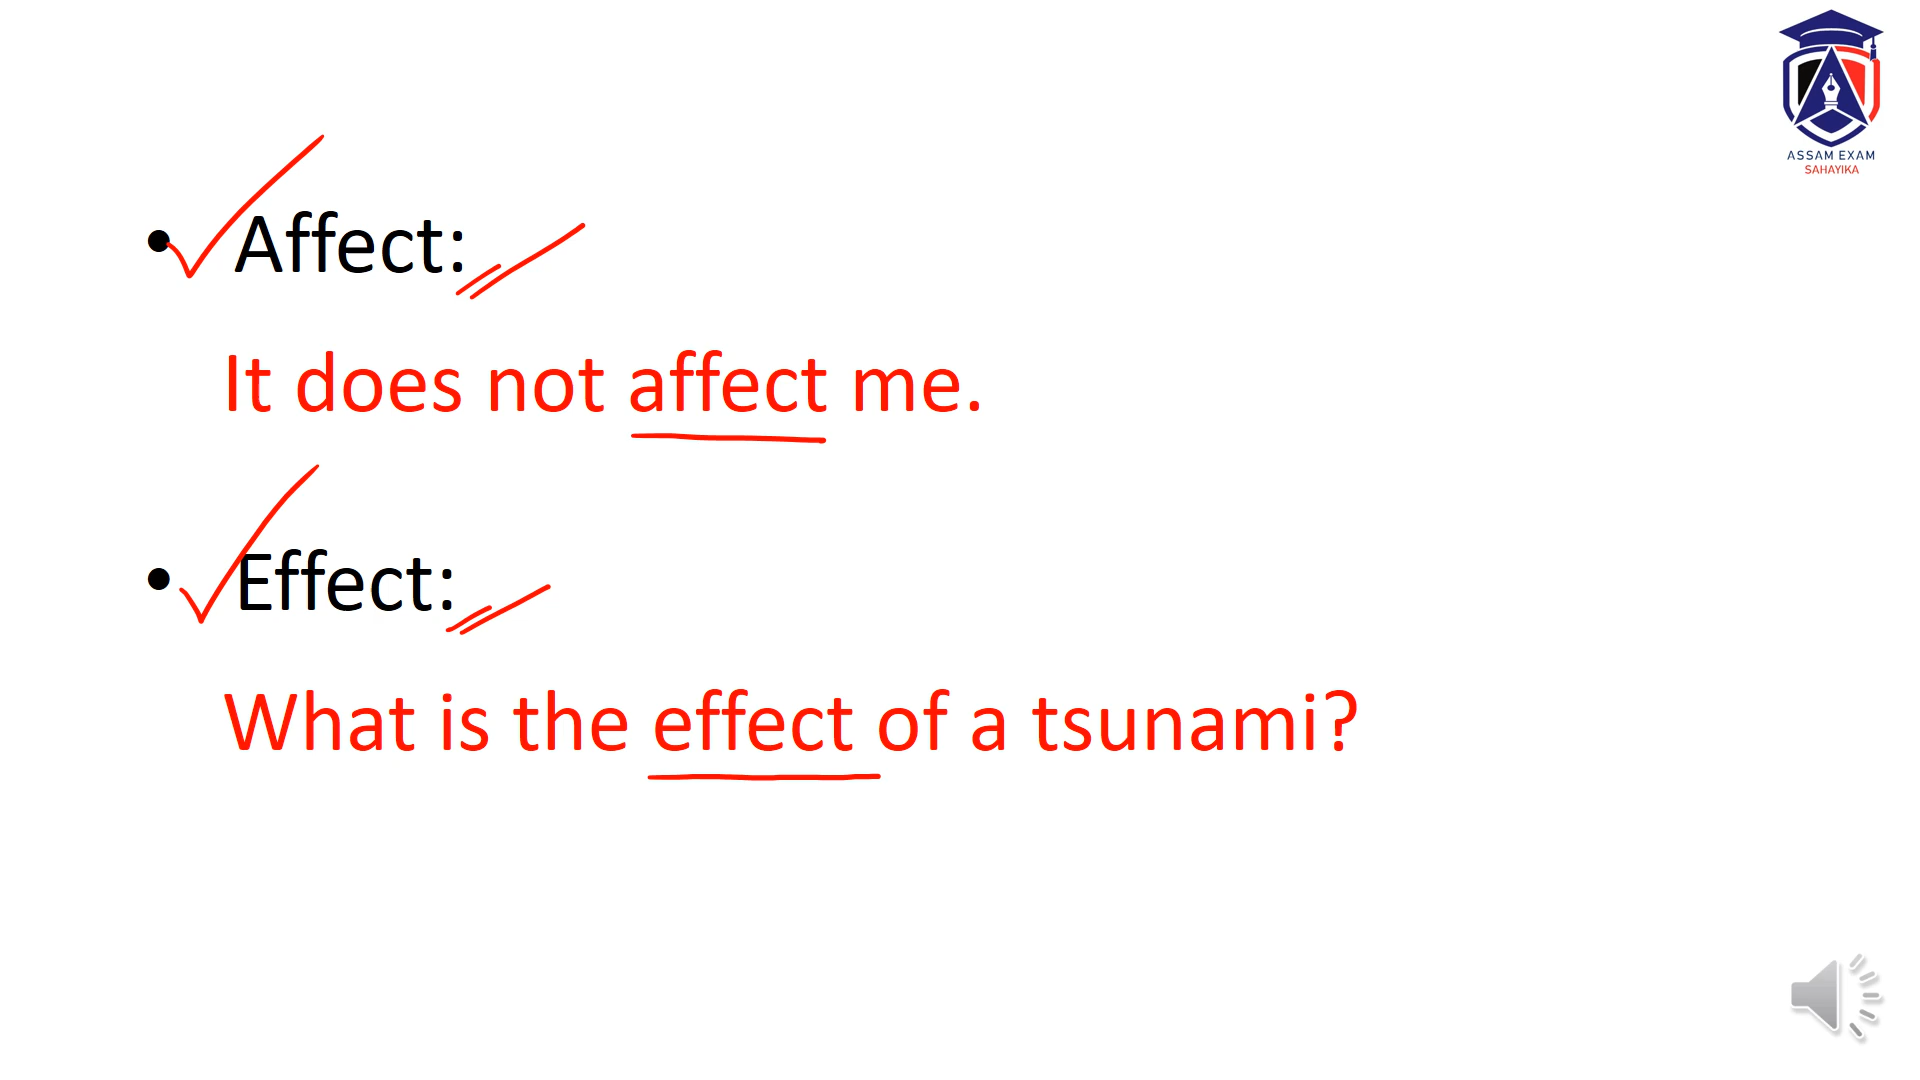 ASSAM EXAM
SAHAYIKA
• Affect:
It does not affect me.
• Effect:
What is the effect of a tsunami?